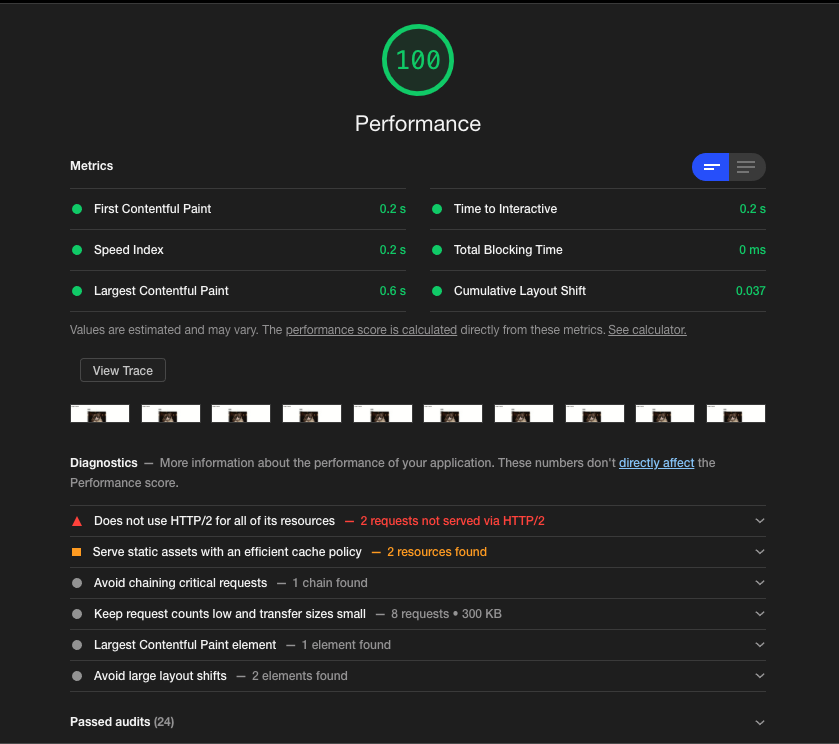 100
Performance
Metrics
First Contentful Paint 0.2 s
Time to Interactive 0.2 s
Speed Index 0.2 s
Total Blocking Time 0 ms
Largest Contentful Paint 0.6 s
Cumulative Layout Shift 0.037
Values are estimated and may vary. The performance score is calculated directly from these metrics. See calculator.
View Trace
Diagnostics — More information about the performance of your application. These numbers don't directly affect the
Performance score.
Does not use HTTP/2 for all of its resources — 2 requests not served via HTTP/2
Serve static assets with an efficient cache policy — 2 resources found
Avoid chaining critical requests — 1 chain found
Keep request counts low and transfer sizes small — 8 requests • 300 KB
Largest Contentful Paint element — 1 element found
Avoid large layout shifts — 2 elements found
Passed audits (24)